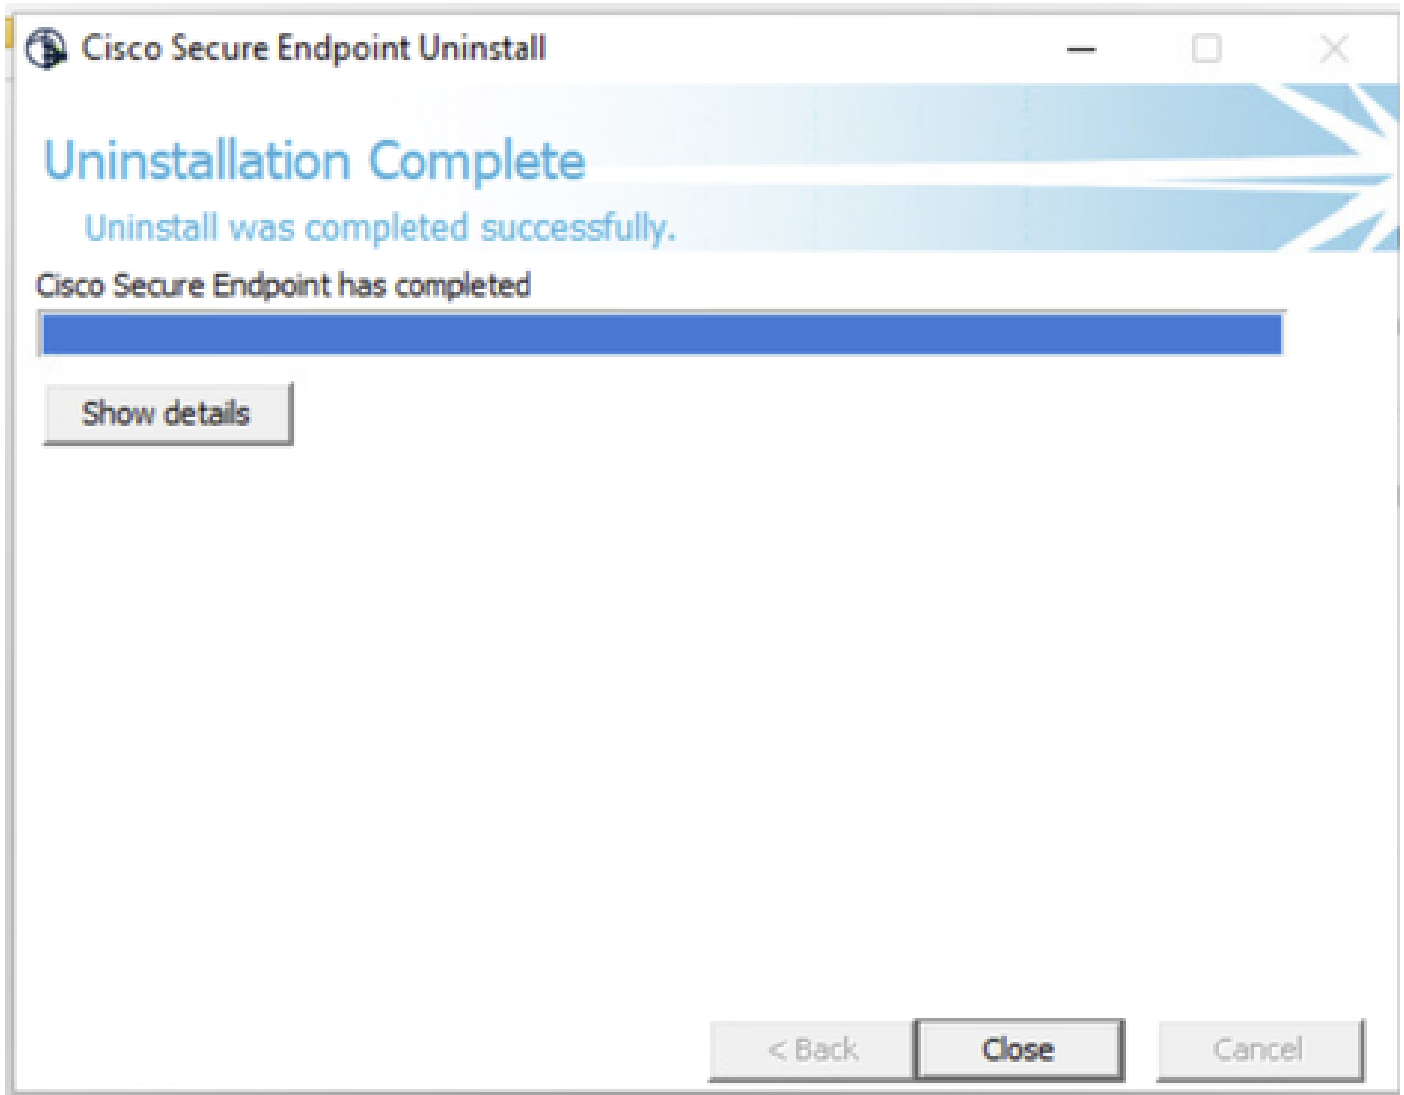 Cisco Secure Endpoint Uninstall
Uninstallation Complete
Uninstall was completed successfully.
Cisco Secure Endpoint has completed
Show details
< Back Close Cancel